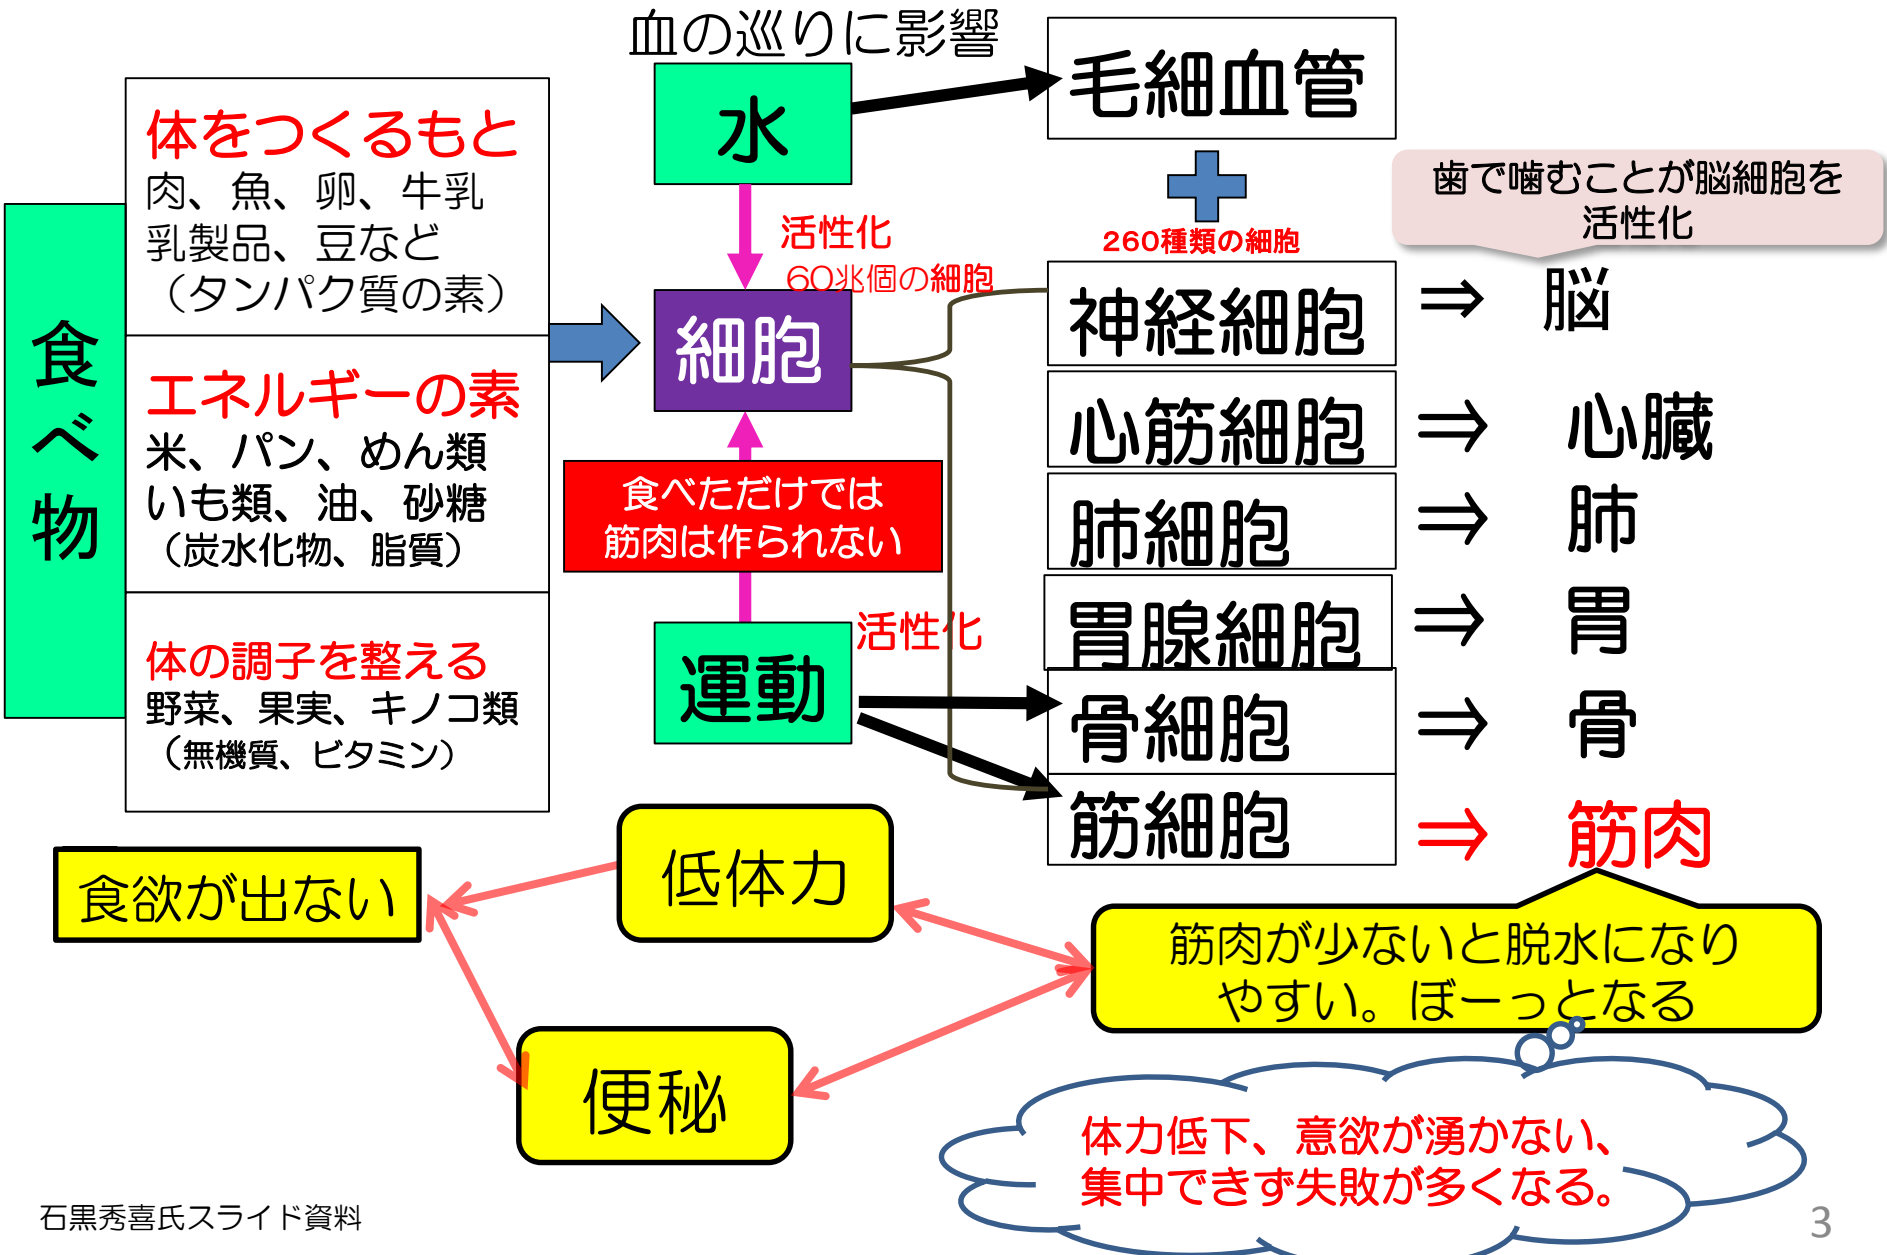 血の巡りに影響
食べ物
体をつくるもと
肉、魚、卵、牛乳
乳製品、豆など
（タンパク質の素）
エネルギーの素
米、パン、めん類
いも類、油、砂糖
（炭水化物、脂質）
体の調子を整える
野菜、果実、キノコ類
（無機質、ビタミン）
水
活性化
60兆個の細胞
細胞
食べただけでは
筋肉は作られない
活性化
運動
毛細血管
260種類の細胞
歯で噛むことが脳細胞を
活性化
神経細胞 ⇒ 脳
心筋細胞 ⇒ 心臓
肺細胞 ⇒ 肺
胃腺細胞 ⇒ 胃
骨細胞 ⇒ 骨
筋細胞 ⇒ 筋肉
食欲が出ない
低体力
便秘
筋肉が少ないと脱水になり
やすい。ぼーっとなる
体力低下、意欲が湧かない、
集中できず失敗が多くなる。
石黒秀喜氏スライド資料
3